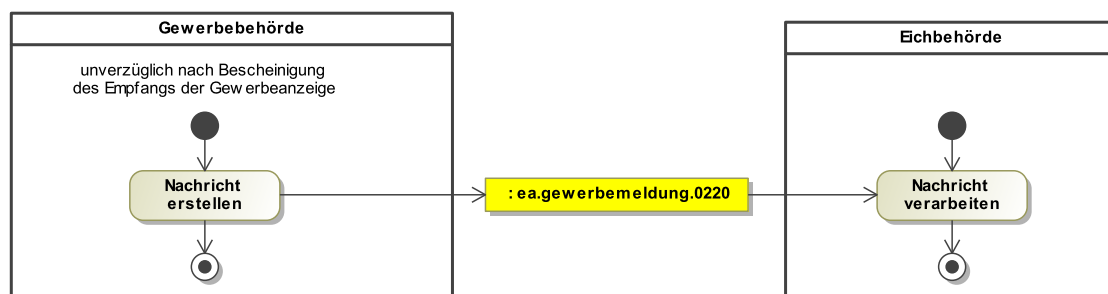 Gewerbebehörde
Eichbehörde
unverzüglich nach Bescheinigung
des Empfangs der Gewerbeanzeige
Nachricht
erstellen
: ea.gewerbemeldung.0220
Nachricht
verarbeiten